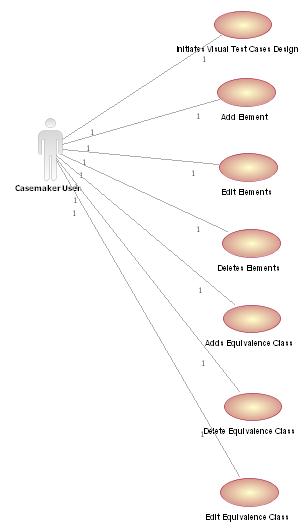 Initiates Visual Test Cases Design
1
1
Add Element
1
1
1
Edit Elements
1
1
Casemaker User
1
1
1
Deletes Elements
1
Adds Equivalence Class
1
Delete Equivalence Class
1
Edit Equivalence Class